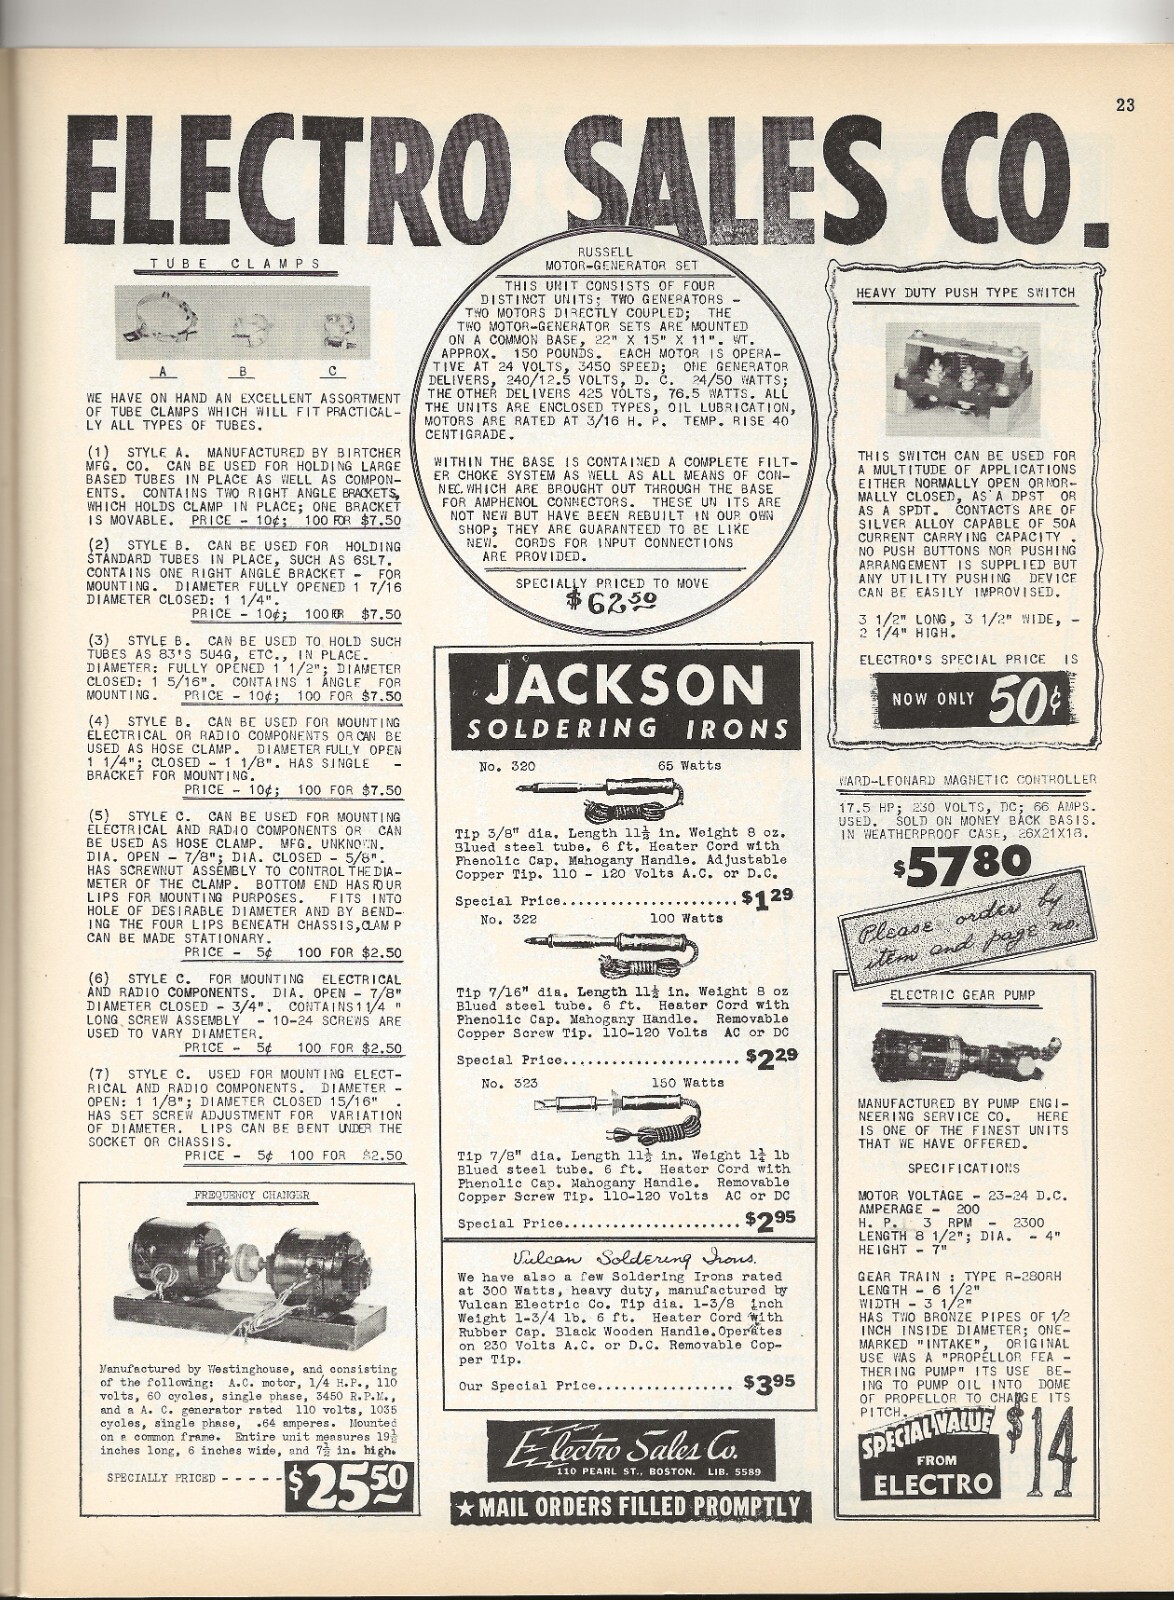 23
ELECTRO SALES CO.
TUBE CLAMPS
A B C
WE HAVE ON HAND AN EXCELLENT ASSORTMENT
OF TUBE CLAMPS WHICH WILL FIT PRACTICAL-
LY ALL TYPES OF TUBES.
(1) STYLE A. MANUFACTURED BY BIRTCHER
MFG. CO. CAN BE USED FOR HOLDING LARGE
BASED TUBES IN PLACE AS WELL AS COMPON-
ENTS. CONTAINS TWO RIGHT ANGLE BRACKETS,
WHICH HOLDS CLAMP IN PLACE; ONE BRACKET
IS MOVABLE. PRICE - 10¢; 100 FOR $7.50
(2) STYLE B. CAN BE USED FOR HOLDING
STANDARD TUBES IN PLACE, SUCH AS 6SL7.
CONTAINS ONE RIGHT ANGLE BRACKET - FOR
MOUNTING. DIAMETER FULLY OPENED 1 7/16
DIAMETER CLOSED; 1 1/4".
PRICE - 10¢; 100 FOR $7.50
(3) STYLE B. CAN BE USED TO HOLD SUCH
TUBES AS 83'S 5U4G, ETC., IN PLACE.
DIAMETER: FULLY OPENED 1 1/2"; DIAMETER
CLOSED: 1 5/16". CONTAINS 1 ANGLE FOR
MOUNTING. PRICE - 10¢; 100 FOR $7.50
(4) STYLE B. CAN BE USED FOR MOUNTING
ELECTRICAL OR RADIO COMPONENTS OR CAN BE
USED AS HOSE CLAMP. DIAMETER FULLY OPEN
1 1/4"; CLOSED - 1 1/8". HAS SINGLE -
BRACKET FOR MOUNTING.
PRICE - 10¢; 100 FOR $7.50
(5) STYLE C. CAN BE USED FOR MOUNTING
ELECTRICAL AND RADIO COMPONENTS OR CAN
BE USED AS HOSE CLAMP. MFG. UNKNOWN.
DIA. OPEN - 7/8"; DIA. CLOSED - 5/8".
HAS SCREWNUT ASSEMBLY TO CONTROL THE DIA-
METER OF THE CLAMP. BOTTOM END HAS FOUR
LIPS FOR MOUNTING PURPOSES. FITS INTO
HOLE OF DESIRABLE DIAMETER AND BY BEND-
ING THE FOUR LIPS BENEATH CHASSIS, CLAMP
CAN BE MADE STATIONARY.
PRICE - 5¢ 100 FOR $2.50
(6) STYLE C. FOR MOUNTING ELECTRICAL
AND RADIO COMPONENTS. DIA. OPEN - 7/8"
DIAMETER CLOSED - 3/4". CONTAINS 1 1/4 "
LONG SCREW ASSEMBLY - 10-24 SCREWS ARE
USED TO VARY DIAMETER.
PRICE - 5¢ 100 FOR $2.50
(7) STYLE C. USED FOR MOUNTING ELECT-
RICAL AND RADIO COMPONENTS. DIAMETER -
OPEN: 1 1/8"; DIAMETER CLOSED 15/16" .
HAS SET SCREW ADJUSTMENT FOR VARIATION
OF DIAMETER. LIPS CAN BE BENT UNDER THE
SOCKET OR CHASSIS.
PRICE - 5¢ 100 FOR $2.50
FREQUENCY CHANGER
Manufactured by Westinghouse, and consisting
of the following: A.C. motor, 1/4 H.P., 110
volts, 60 cycles, single phase, 3450 R.P.M.,
and a A. C. generator rated 110 volts, 1035
cycles, single phase, .64 amperes. Mounted
on a common frame. Entire unit measures 19½
inches long, 6 inches wide, and 7½ in. high.
SPECIALLY PRICED ----- $25.50
RUSSELL
MOTOR-GENERATOR SET
THIS UNIT CONSISTS OF FOUR
DISTINCT UNITS; TWO GENERATORS -
TWO MOTORS DIRECTLY COUPLED; THE
TWO MOTOR-GENERATOR SETS ARE MOUNTED
ON A COMMON BASE, 22" X 15" X 11". WT.
APPROX. 150 POUNDS. EACH MOTOR IS OPERA-
TIVE AT 24 VOLTS, 3450 SPEED; ONE GENERATOR
DELIVERS, 240/12.5 VOLTS, D. C. 24/50 WATTS;
THE OTHER DELIVERS 425 VOLTS, 76.5 WATTS. ALL
THE UNITS ARE ENCLOSED TYPES, OIL LUBRICATION,
MOTORS ARE RATED AT 3/16 H. P. TEMP. RISE 40
CENTIGRADE.
WITHIN THE BASE IS CONTAINED A COMPLETE FILT-
ER CHOKE SYSTEM AS WELL AS ALL MEANS OF CON-
NEC. WHICH ARE BROUGHT OUT THROUGH THE BASE
FOR AMPHENOL CONNECTORS. THESE UNITS ARE
NOT NEW BUT HAVE BEEN REBUILT IN OUR OWN
SHOP; THEY ARE GUARANTEED TO BE LIKE
NEW. CORDS FOR INPUT CONNECTIONS
ARE PROVIDED.
SPECIALLY PRICED TO MOVE
$62.50
JACKSON
SOLDERING IRONS
No. 320 65 Watts
Tip 3/8" dia. Length 11½ in. Weight 8 oz.
Blued steel tube. 6 ft. Heater Cord with
Phenolic Cap. Mahogany Handle. Adjustable
Copper Tip. 110 - 120 Volts A.C. or D.C.
Special Price....................... $1.29
No. 322 100 Watts
Tip 7/16" dia. Length 11½ in. Weight 8 oz
Blued steel tube. 6 ft. Heater Cord with
Phenolic Cap. Mahogany Handle. Removable
Copper Screw Tip. 110-120 Volts AC or DC
Special Price....................... $2.29
No. 323 150 Watts
Tip 7/8" dia. Length 11½ in. Weight 1¼ lb
Blued steel tube. 6 ft. Heater Cord with
Phenolic Cap. Mahogany Handle. Removable
Copper Screw Tip. 110-120 Volts AC or DC
Special Price....................... $2.95
Vulcan Soldering Irons.
We have also a few Soldering Irons rated
at 300 Watts, heavy duty, manufactured by
Vulcan Electric Co. Tip dia. 1-3/8 inch
Weight 1-3/4 lb. 6 ft. Heater Cord with
Rubber Cap. Black Wooden Handle. Operates
on 230 Volts A.C. or D.C. Removable Cop-
per Tip.
Our Special Price................... $3.95
Electro Sales Co.
110 PEARL ST., BOSTON. LIB. 5589
★ MAIL ORDERS FILLED PROMPTLY
HEAVY DUTY PUSH TYPE SWITCH
THIS SWITCH CAN BE USED FOR
A MULTITUDE OF APPLICATIONS
EITHER NORMALLY OPEN OR NOR-
MALLY CLOSED, AS A DPST OR
AS A SPDT. CONTACTS ARE OF
SILVER ALLOY CAPABLE OF 50A
CURRENT CARRYING CAPACITY .
NO PUSH BUTTONS NOR PUSHING
ARRANGEMENT IS SUPPLIED BUT
ANY UTILITY PUSHING DEVICE
CAN BE EASILY IMPROVISED.
3 1/2" LONG, 3 1/2" WIDE, -
2 1/4" HIGH.
ELECTRO'S SPECIAL PRICE IS
NOW ONLY 50¢
WARD-LEONARD MAGNETIC CONTROLLER
17.5 HP; 230 VOLTS, DC; 66 AMPS.
USED. SOLD ON MONEY BACK BASIS.
IN WEATHERPROOF CASE, 26X21X18.
$57.80
Please order by
item and page no.
ELECTRIC GEAR PUMP
MANUFACTURED BY PUMP ENGI-
NEERING SERVICE CO. HERE
IS ONE OF THE FINEST UNITS
THAT WE HAVE OFFERED.
SPECIFICATIONS
MOTOR VOLTAGE - 23-24 D.C.
AMPERAGE - 200
H. P. 3 RPM - 2300
LENGTH 8 1/2"; DIA. - 4"
HEIGHT - 7"
GEAR TRAIN : TYPE R-280RH
LENGTH - 6 1/2"
WIDTH - 3 1/2"
HAS TWO BRONZE PIPES OF 1/2
INCH INSIDE DIAMETER; ONE-
MARKED "INTAKE", ORIGINAL
USE WAS A "PROPELLOR FEA -
THERING PUMP" ITS USE BE-
ING TO PUMP OIL INTO DOME
OF PROPELLOR TO CHANGE ITS
PITCH.
SPECIAL VALUE
FROM
ELECTRO
$14